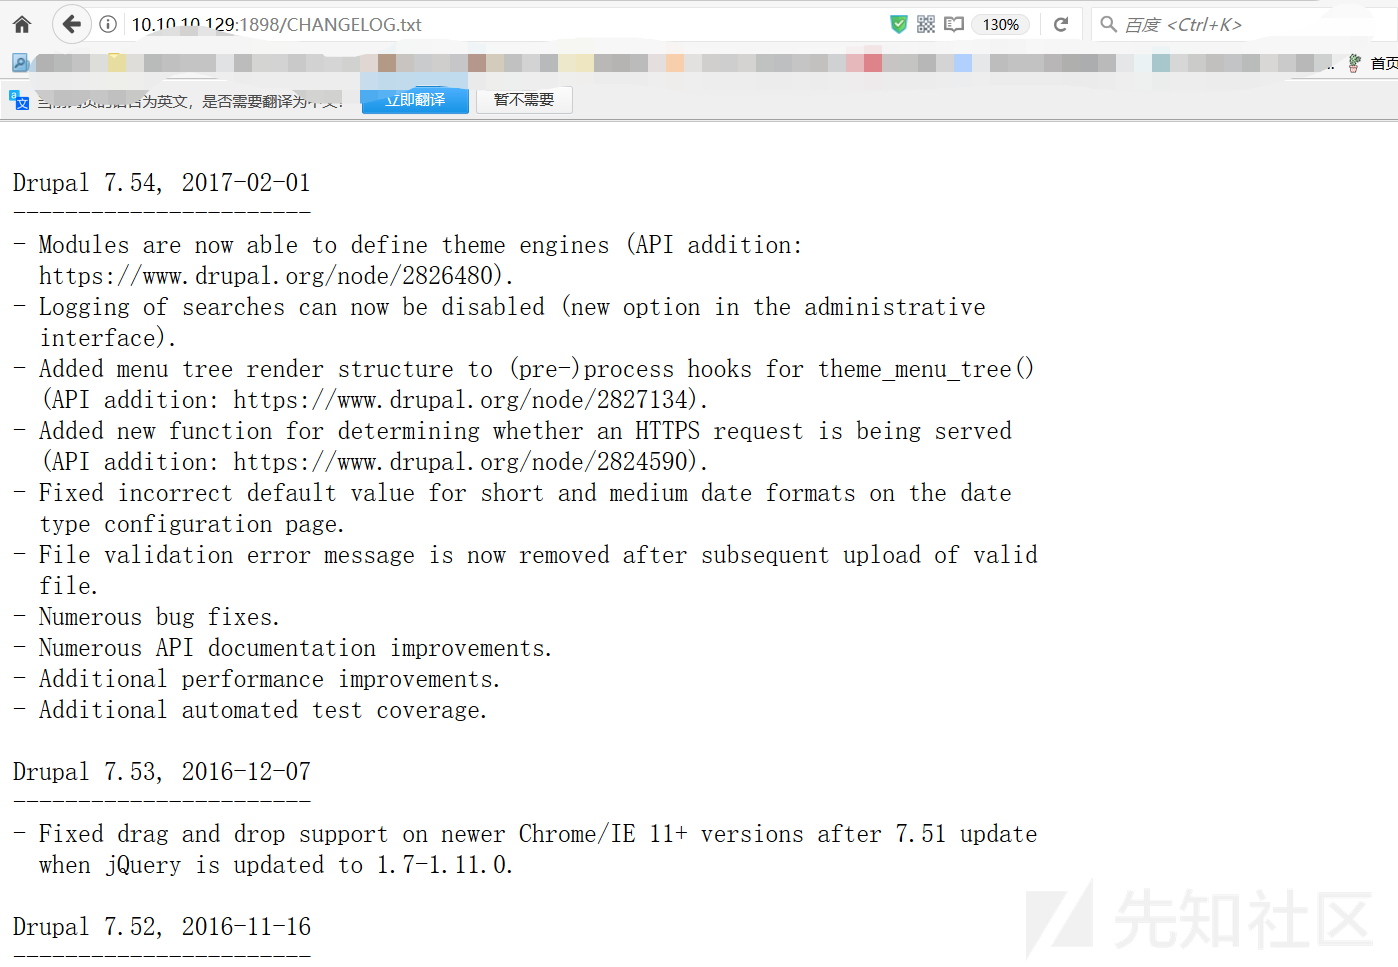 10.10.10.129:1898/CHANGELOG.txt
130%
百度 <Ctrl+K>
首页
当前网页的语言为英文，是否需要翻译为中文？
立即翻译
暂不需要
Drupal 7.54, 2017-02-01
-----------------------
- Modules are now able to define theme engines (API addition:
https://www.drupal.org/node/2826480).
- Logging of searches can now be disabled (new option in the administrative
interface).
- Added menu tree render structure to (pre-)process hooks for theme_menu_tree()
(API addition: https://www.drupal.org/node/2827134).
- Added new function for determining whether an HTTPS request is being served
(API addition: https://www.drupal.org/node/2824590).
- Fixed incorrect default value for short and medium date formats on the date
type configuration page.
- File validation error message is now removed after subsequent upload of valid
file.
- Numerous bug fixes.
- Numerous API documentation improvements.
- Additional performance improvements.
- Additional automated test coverage.
Drupal 7.53, 2016-12-07
-----------------------
- Fixed drag and drop support on newer Chrome/IE 11+ versions after 7.51 update
when jQuery is updated to 1.7-1.11.0.
Drupal 7.52, 2016-11-16
-----------------------
先知社区